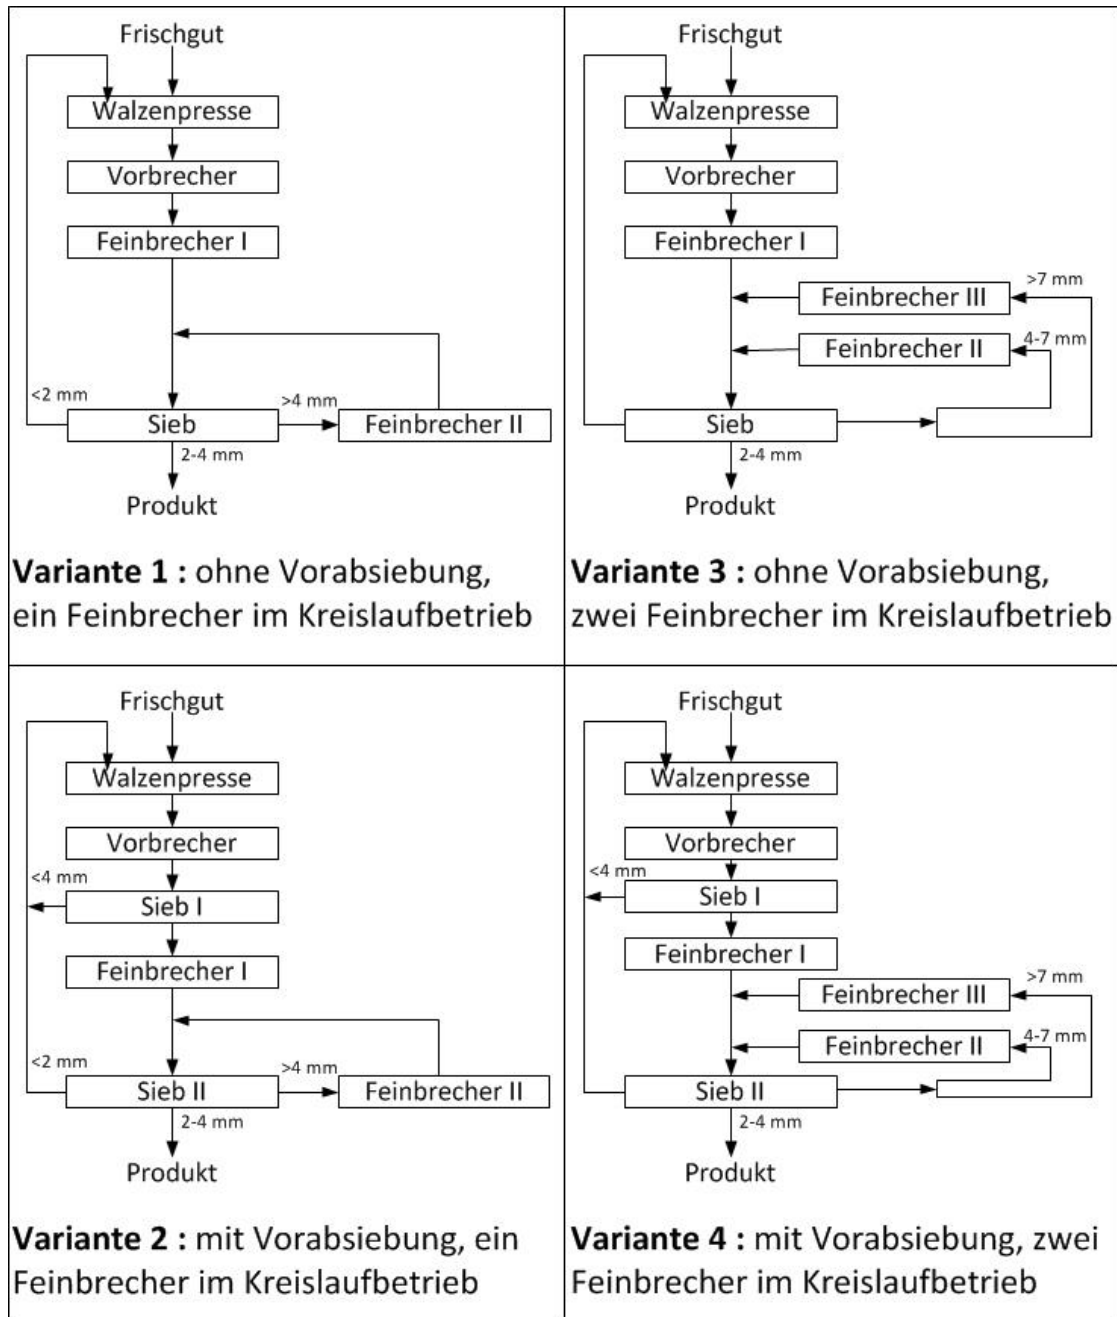 Frischgut
Walzenpresse
Vorbrecher
Feinbrecher I
<2 mm
Sieb
>4 mm
Feinbrecher II
2-4 mm
Produkt
Variante 1 : ohne Vorabsiebung,
ein Feinbrecher im Kreislaufbetrieb
Frischgut
Walzenpresse
Vorbrecher
Feinbrecher I
>7 mm
Feinbrecher III
4-7 mm
Feinbrecher II
Sieb
2-4 mm
Produkt
Variante 3 : ohne Vorabsiebung,
zwei Feinbrecher im Kreislaufbetrieb
Frischgut
Walzenpresse
Vorbrecher
<4 mm
Sieb I
Feinbrecher I
<2 mm
Sieb II
>4 mm
Feinbrecher II
2-4 mm
Produkt
Variante 2 : mit Vorabsiebung, ein
Feinbrecher im Kreislaufbetrieb
Frischgut
Walzenpresse
Vorbrecher
<4 mm
Sieb I
Feinbrecher I
>7 mm
Feinbrecher III
4-7 mm
Feinbrecher II
Sieb II
2-4 mm
Produkt
Variante 4 : mit Vorabsiebung, zwei
Feinbrecher im Kreislaufbetrieb